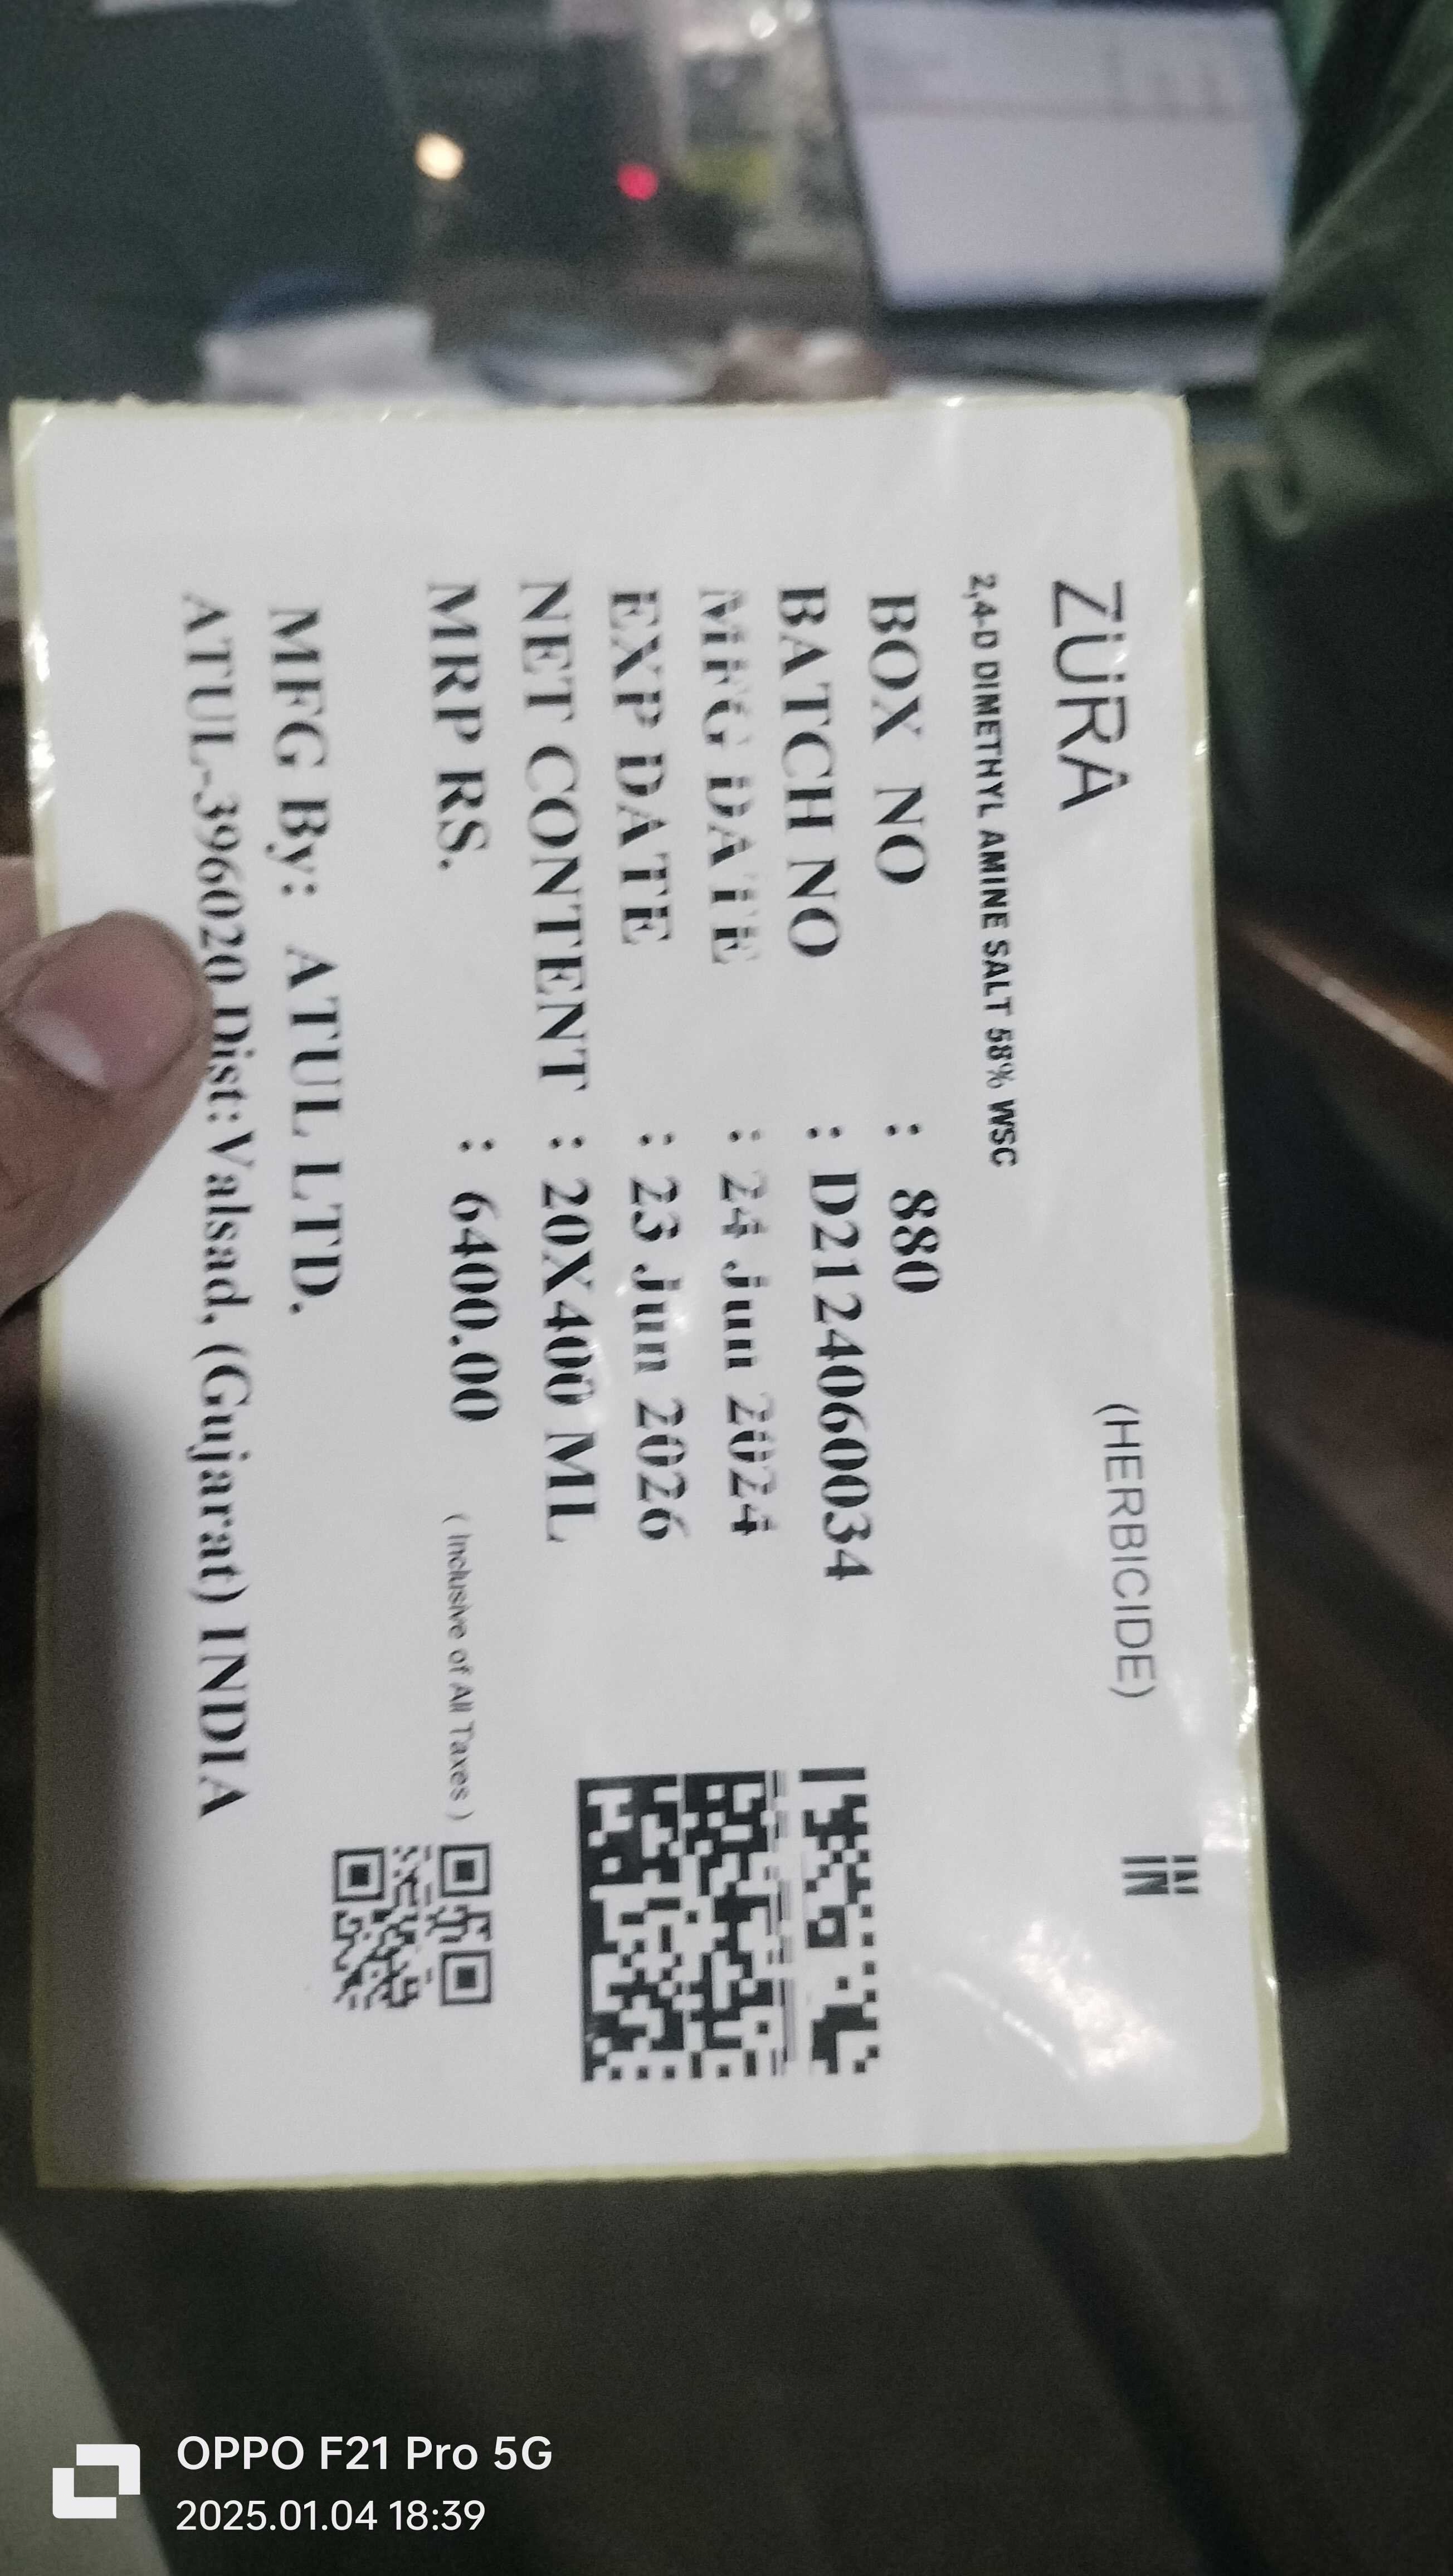 ZURA (HERBICIDE) IN
2,4-D DIMETHYL AMINE SALT 58% WSC
BOX NO : 880
BATCH NO : D2124060034
MFG DATE : 24 Jun 2024
EXP DATE : 23 Jun 2026
NET CONTENT : 20X400 ML
MRP RS. : 6400.00 ( Inclusive of All Taxes )
MFG By: ATUL LTD.
ATUL-396020 Dist:Valsad, (Gujarat) INDIA
OPPO F21 Pro 5G
2025.01.04 18:39